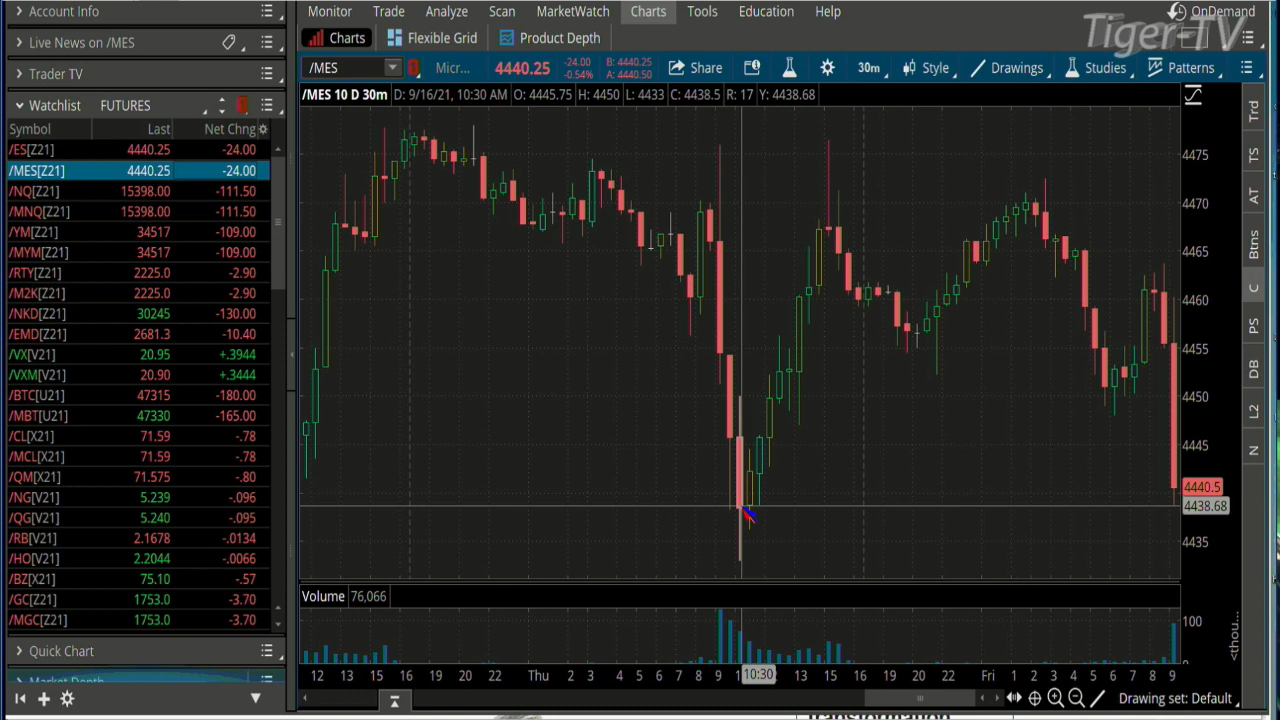 Account Info
Live News on /MES
Trader TV
Watchlist FUTURES
Symbol Last Net Chng
/ES[Z21] 4440.25 -24.00
/MES[Z21] 4440.25 -24.00
/NQ[Z21] 15398.00 -111.50
/MNQ[Z21] 15398.00 -111.50
/YM[Z21] 34517 -109.00
/MYM[Z21] 34517 -109.00
/RTY[Z21] 2225.0 -2.90
/M2K[Z21] 2225.0 -2.90
/NKD[Z21] 30245 -130.00
/EMD[Z21] 2681.3 -10.40
/VX[V21] 20.95 +.3944
/VXM[V21] 20.90 +.3444
/BTC[U21] 47315 -180.00
/MBT[U21] 47330 -165.00
/CL[X21] 71.59 -.78
/MCL[X21] 71.59 -.78
/QM[X21] 71.575 -.80
/NG[V21] 5.239 -.096
/QG[V21] 5.240 -.095
/RB[V21] 2.1678 -.0134
/HO[V21] 2.2044 -.0066
/BZ[X21] 75.10 -.57
/GC[Z21] 1753.0 -3.70
/MGC[Z21] 1753.0 -3.70
Quick Chart
Market Depth
Monitor Trade Analyze Scan MarketWatch Charts Tools Education Help
OnDemand
Tiger-TV
Charts Flexible Grid Product Depth
/MES Micr... 4440.25 -24.00 -0.54% B: 4440.25 A: 4440.50 Share 30m Style Drawings Studies Patterns
/MES 10 D 30m D: 9/16/21, 10:30 AM O: 4445.75 H: 4450 L: 4433 C: 4438.5 R: 17 Y: 4438.68
4475
4470
4465
4460
4455
4450
4445
4440.5
4438.68
4435
Volume 76,066
100
0
<thou...
12 13 15 16 19 20 22 Thu 2 3 4 5 6 7 8 9 1 10:30 13 15 16 19 20 22 Fri 1 2 3 4 5 6 7 8 9
Drawing set: Default
Trd
TS
AT
Btns
C
PS
DB
L2
N
Transformation